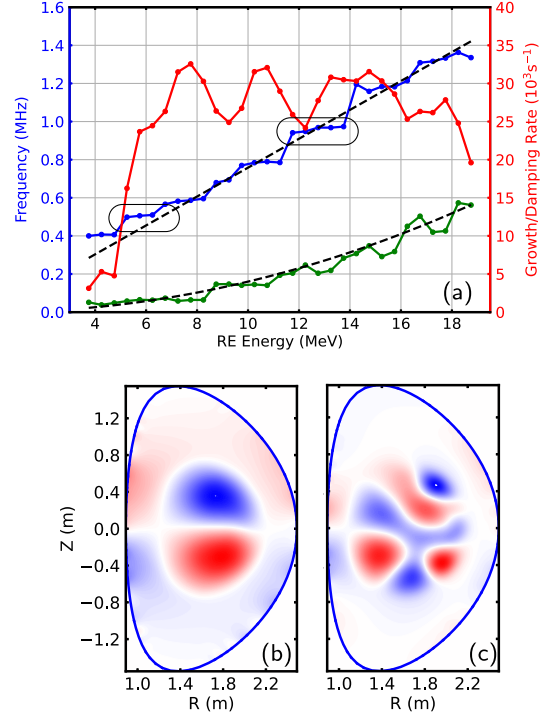 1.6
1.4
1.2
1.0
0.8
0.6
0.4
0.2
0.0
Frequency (MHz)
40
35
30
25
20
15
10
5
0
Growth/Damping Rate (10³s⁻¹)
4 6 8 10 12 14 16 18
RE Energy (MeV)
(a)
1.2
0.8
0.4
0.0
−0.4
−0.8
−1.2
Z (m)
(b)
(c)
1.0 1.4 1.8 2.2
1.0 1.4 1.8 2.2
R (m)
R (m)